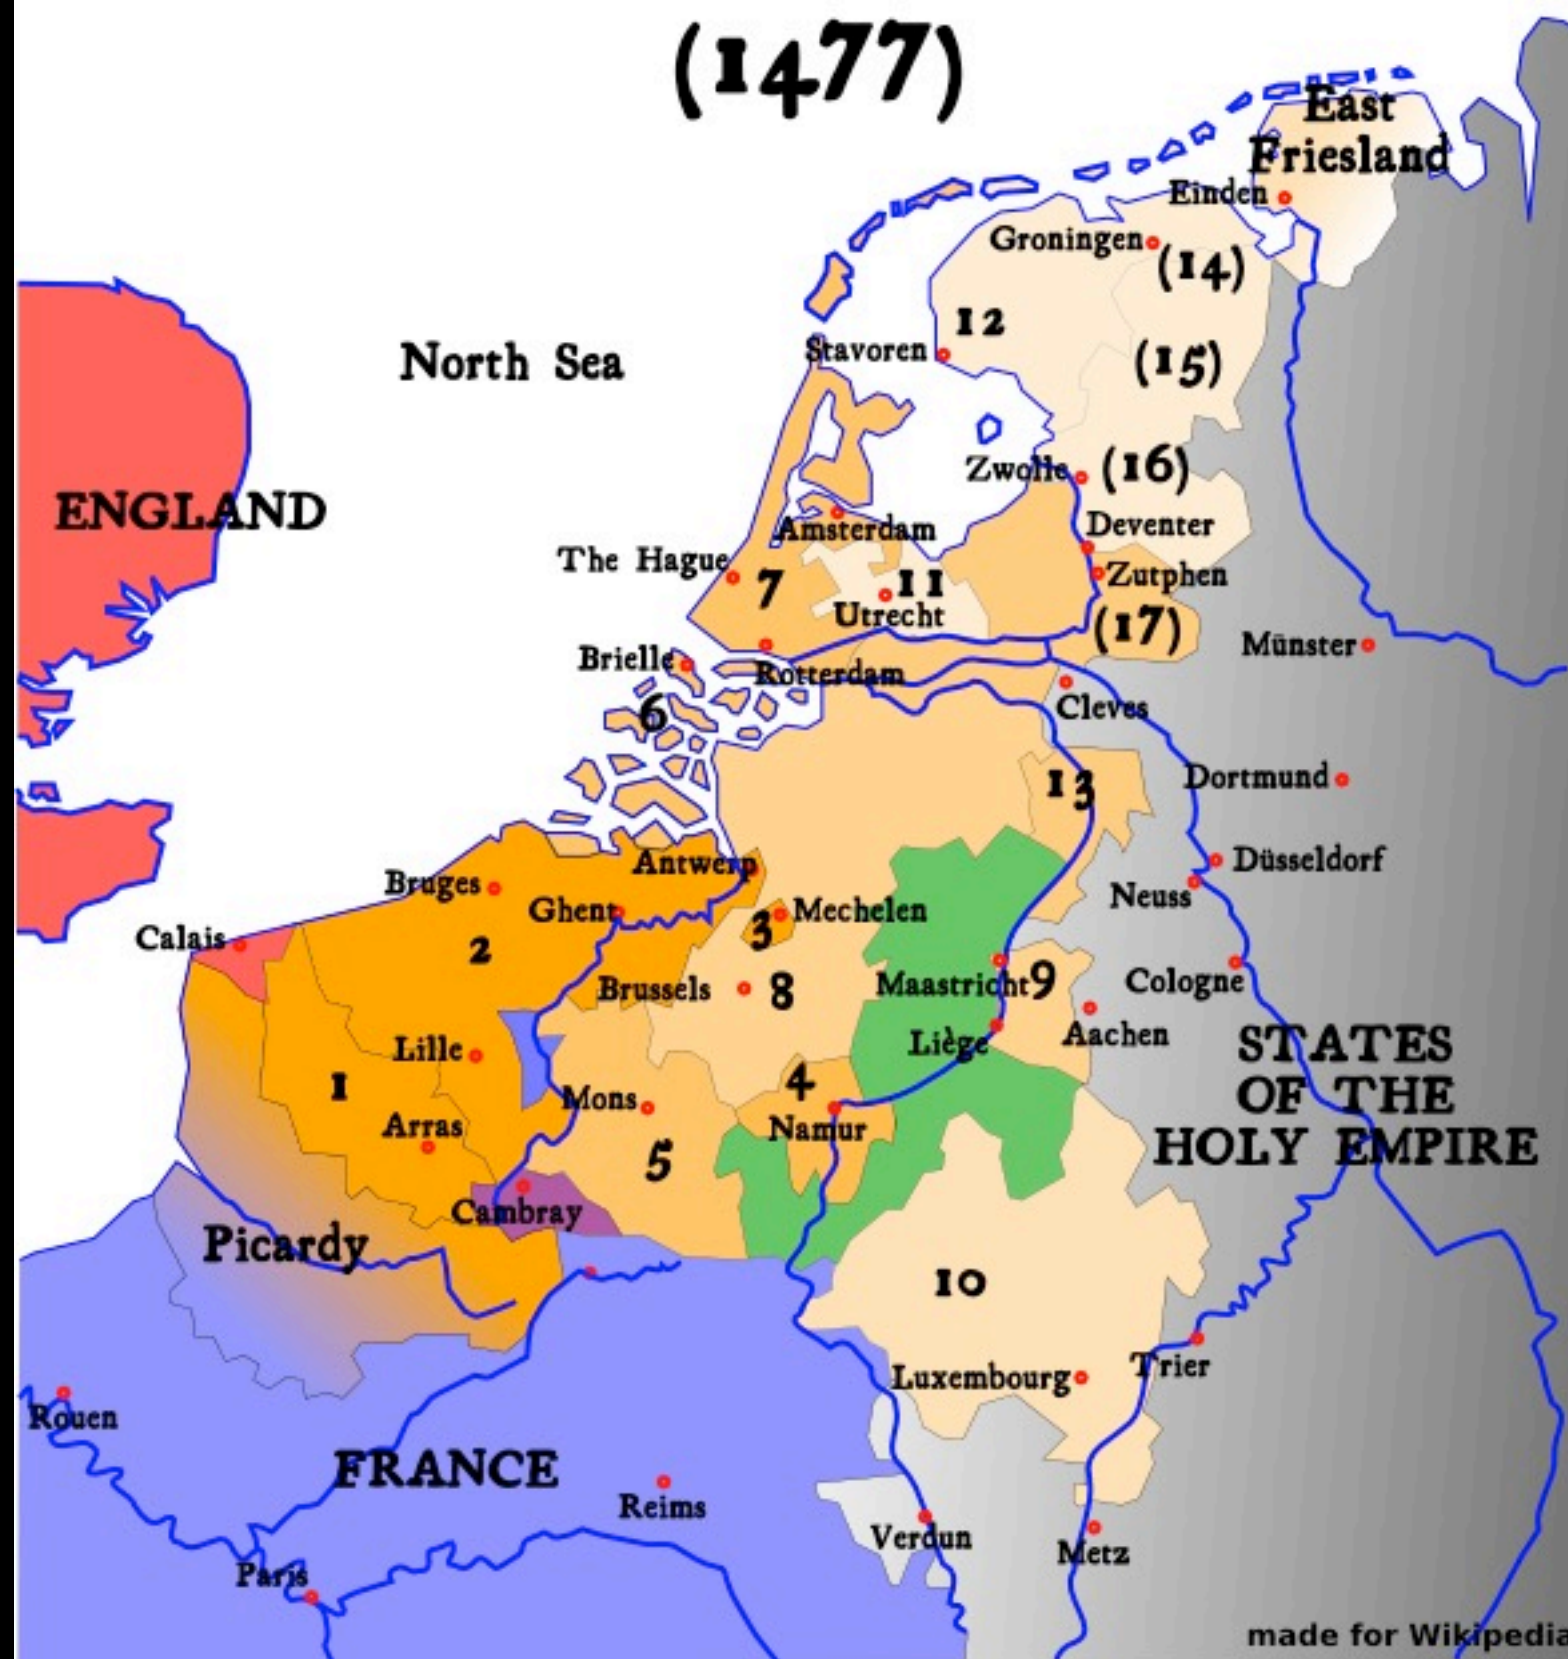 (1477)
East
Friesland
Einden
Groningen
(14)
12
Stavoren
(15)
North Sea
Zwolle
(16)
ENGLAND
Amsterdam
Deventer
The Hague
7
11
Zutphen
Utrecht
(17)
Münster
Brielle
Rotterdam
6
Cleves
13
Dortmund
Antwerp
Düsseldorf
Bruges
Neuss
Ghent
3
Mechelen
Calais
2
Brussels
8
Maastricht
9
Cologne
Liège
Aachen
Lille
STATES
OF THE
HOLY EMPIRE
1
4
Mons
Namur
Arras
5
Cambray
Picardy
10
Luxembourg
Trier
Rouen
FRANCE
Reims
Verdun
Metz
Paris
made for Wikipedia